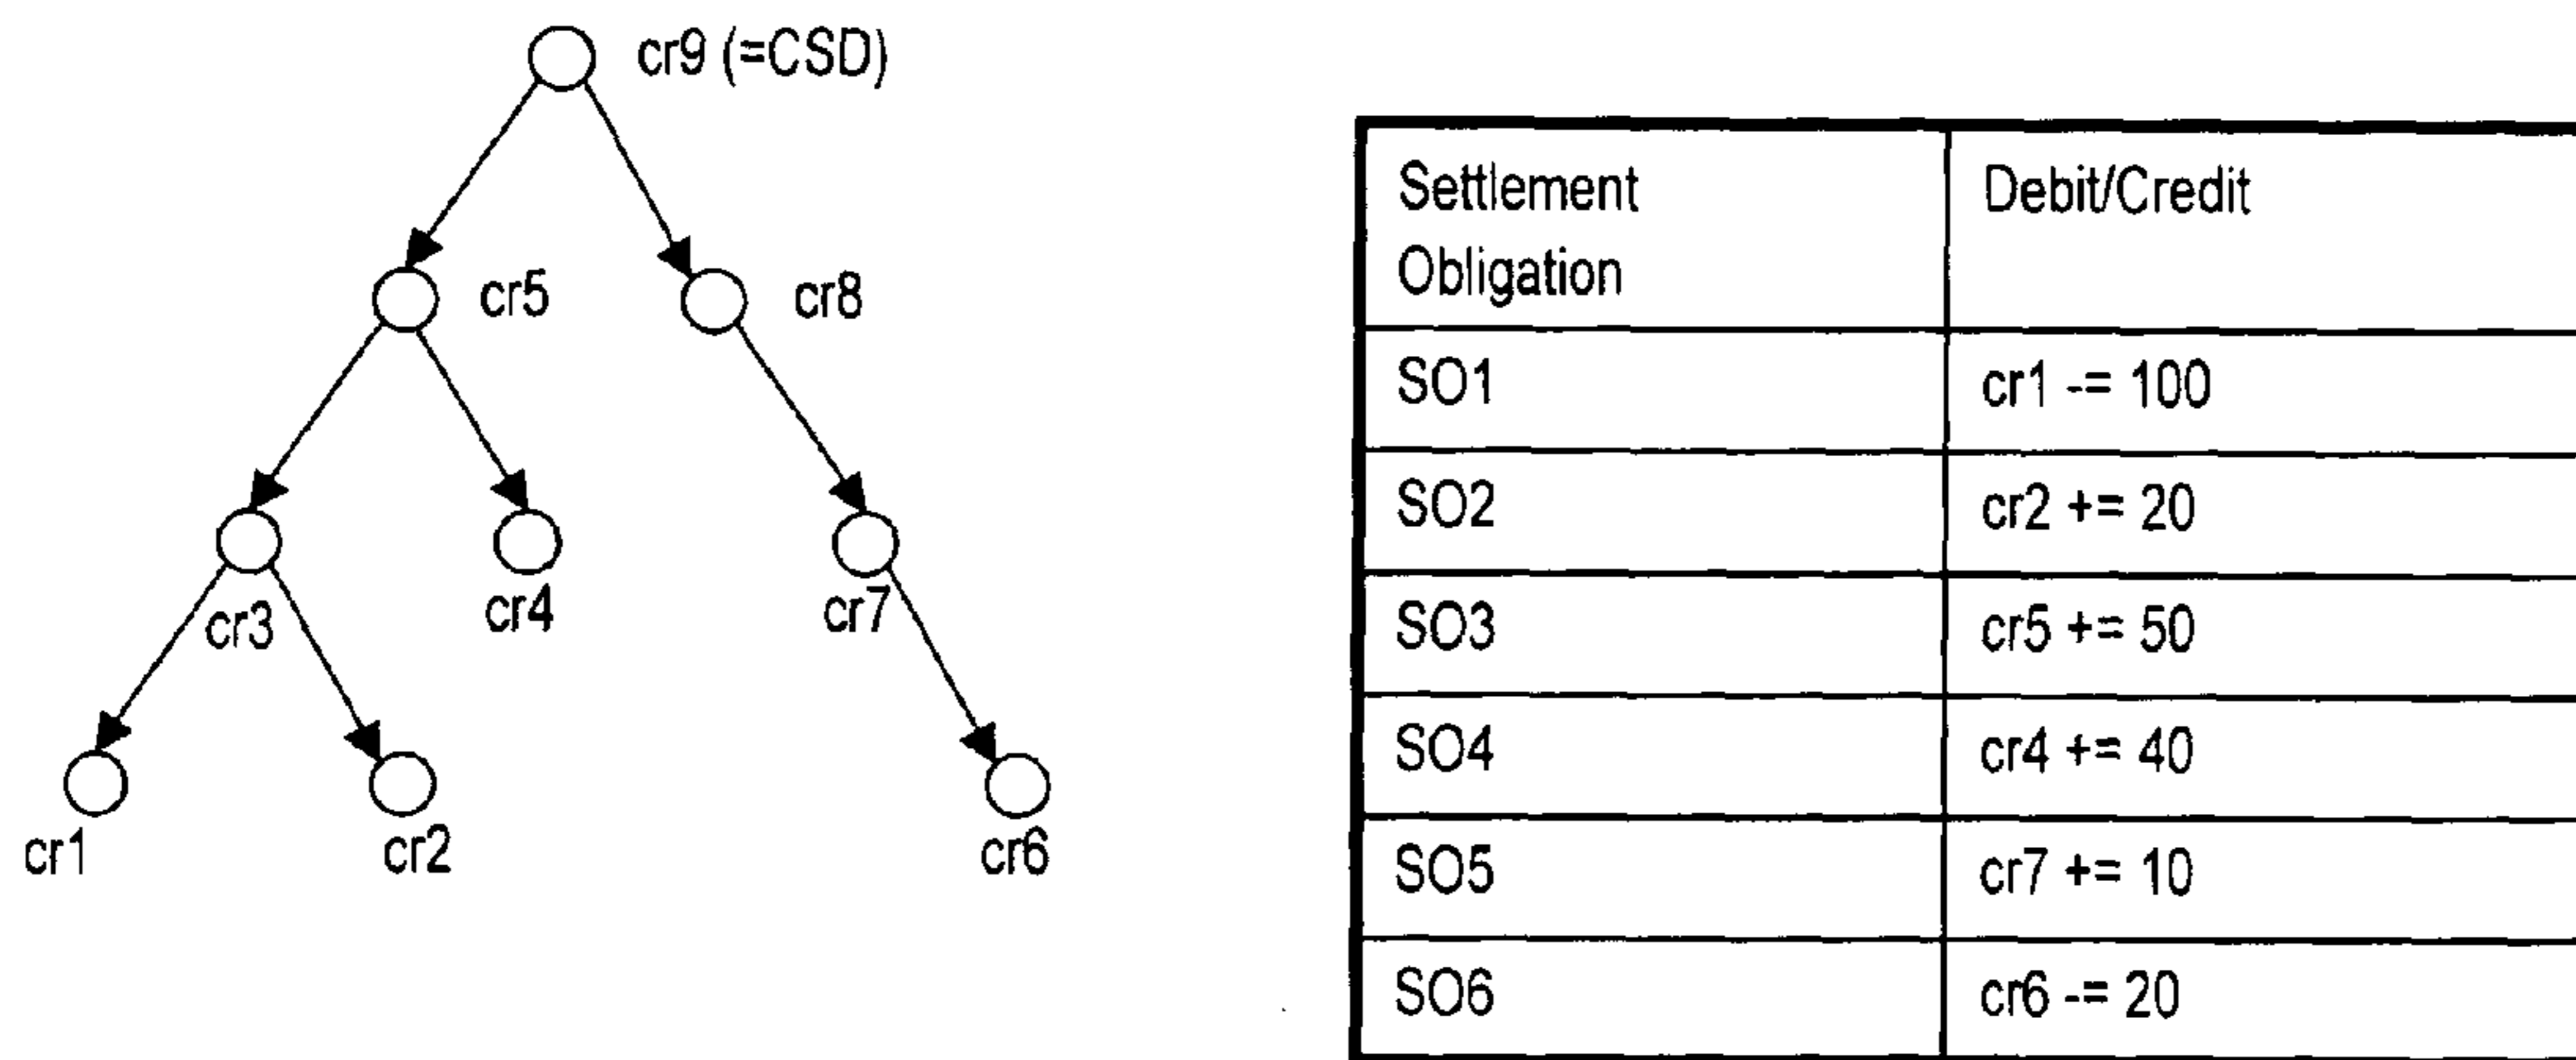 cr9 (=CSD)
cr5
cr8
cr3
cr4
cr7
cr1
cr2
cr6
Settlement Obligation
Debit/Credit
SO1
cr1 -= 100
SO2
cr2 += 20
SO3
cr5 += 50
SO4
cr4 += 40
SO5
cr7 += 10
SO6
cr6 -= 20